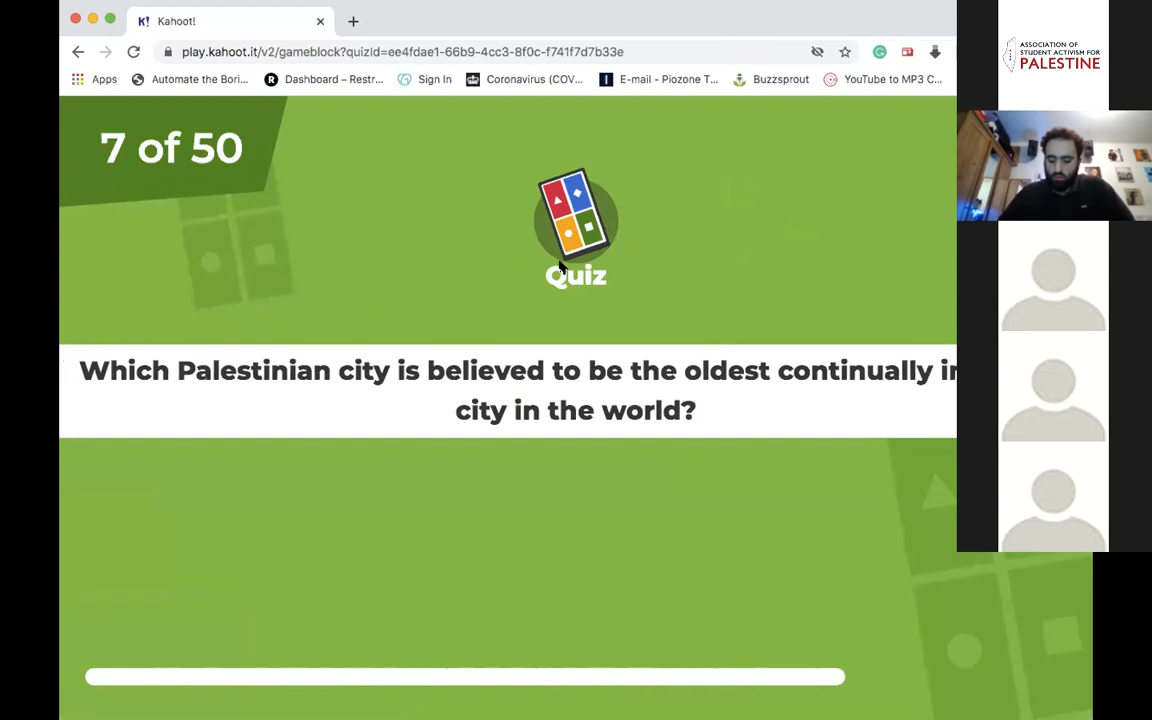 Kahoot!
play.kahoot.it/v2/gameblock?quizid=ee4fdae1-66b9-4cc3-8f0c-f741f7d7b33e
Apps Automate the Bori... Dashboard – Restr... Sign In Coronavirus (COV... E-mail - Piozone T... Buzzsprout YouTube to MP3 C...
ASSOCIATION OF
STUDENT ACTIVISM FOR
PALESTINE
7 of 50
Quiz
Which Palestinian city is believed to be the oldest continually
city in the world?